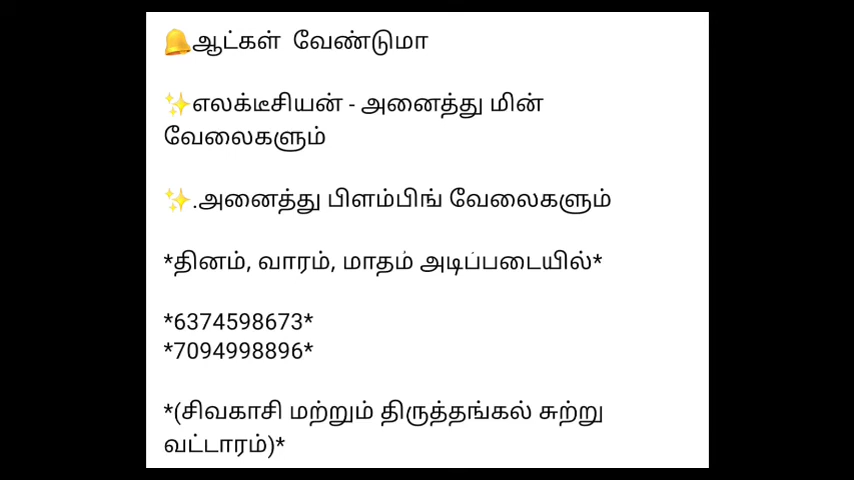 🔔ஆட்கள் வேண்டுமா
✨எலக்டீசியன் - அனைத்து மின்
வேலைகளும்
✨.அனைத்து பிளம்பிங் வேலைகளும்
*தினம், வாரம், மாதம் அடிப்படையில்*
*6374598673*
*7094998896*
*(சிவகாசி மற்றும் திருத்தங்கல் சுற்று
வட்டாரம்)*